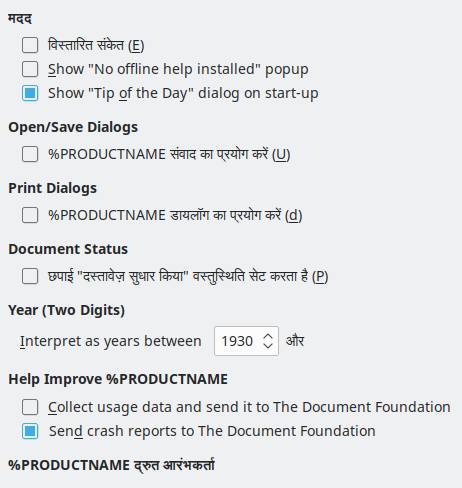 मदद
विस्तारित संकेत (E)
Show "No offline help installed" popup
Show "Tip of the Day" dialog on start-up
Open/Save Dialogs
%PRODUCTNAME संवाद का प्रयोग करें (U)
Print Dialogs
%PRODUCTNAME डायलॉग का प्रयोग करें (d)
Document Status
छपाई "दस्तावेज़ सुधार किया" वस्तुस्थिति सेट करता है (P)
Year (Two Digits)
Interpret as years between 1930 और
Help Improve %PRODUCTNAME
Collect usage data and send it to The Document Foundation
Send crash reports to The Document Foundation
%PRODUCTNAME द्रुत आरंभकर्ता